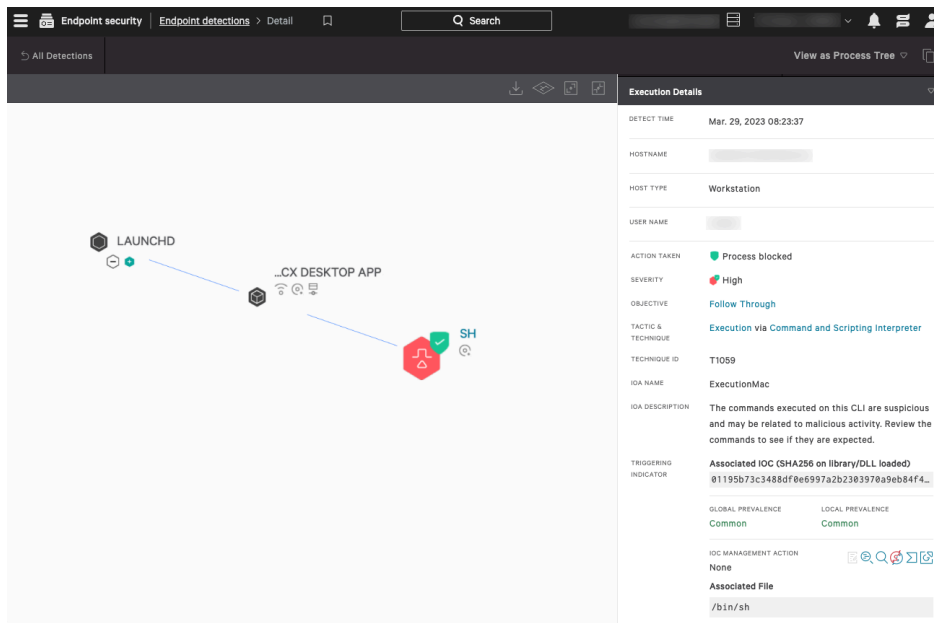 Endpoint security Endpoint detections > Detail Search
All Detections View as Process Tree
Execution Details
DETECT TIME Mar. 29, 2023 08:23:37
HOSTNAME
HOST TYPE Workstation
USER NAME
LAUNCHD
...CX DESKTOP APP
SH
ACTION TAKEN Process blocked
SEVERITY High
OBJECTIVE Follow Through
TACTIC & TECHNIQUE Execution via Command and Scripting Interpreter
TECHNIQUE ID T1059
IOA NAME ExecutionMac
IOA DESCRIPTION The commands executed on this CLI are suspicious
and may be related to malicious activity. Review the
commands to see if they are expected.
TRIGGERING INDICATOR Associated IOC (SHA256 on library/DLL loaded)
01195b73c3488df0e6997a2b2303970a9eb84f4...
GLOBAL PREVALENCE LOCAL PREVALENCE
Common Common
IOC MANAGEMENT ACTION
None
Associated File
/bin/sh